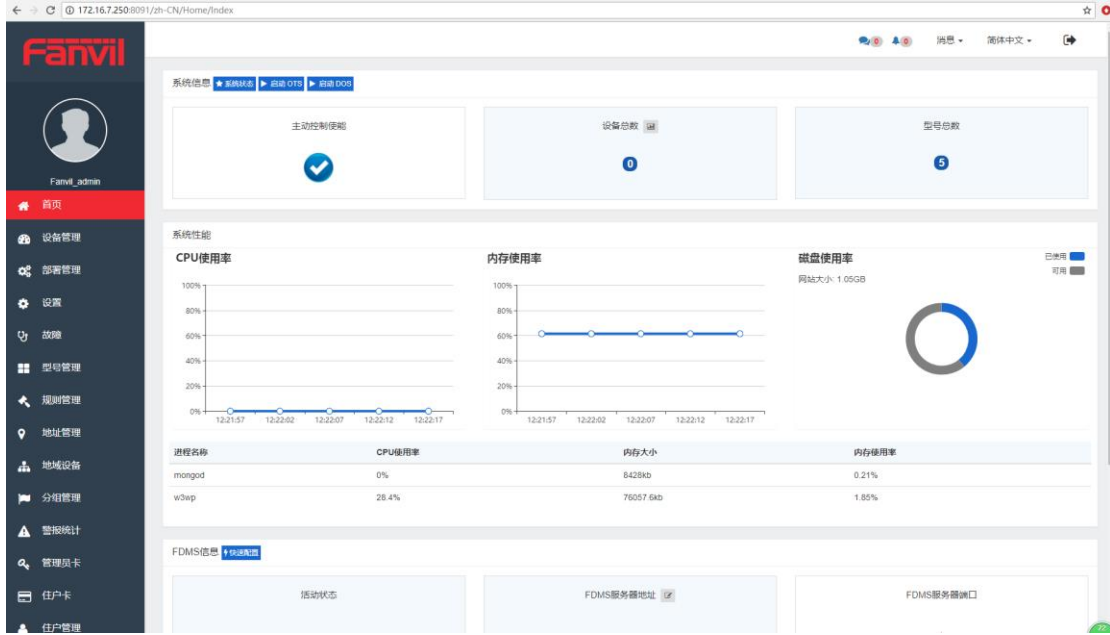 172.16.7.250:8091/zh-CN/Home/Index
Fanvil
0 0 消息 简体中文
Fanvil_admin
首页
设备管理
部署管理
设置
故障
型号管理
规则管理
地址管理
地域设备
分组管理
警报统计
管理员卡
住户卡
住户管理
系统信息 系统状态 启动 OTS 启动 DOS
主动控制使能
设备总数
0
型号总数
5
系统性能
CPU使用率
100%
80%
60%
40%
20%
0%
12:21:57 12:22:02 12:22:07 12:22:12 12:22:17
内存使用率
100%
80%
60%
40%
20%
0%
12:21:57 12:22:02 12:22:07 12:22:12 12:22:17
磁盘使用率
网站大小: 1.05GB
已使用
可用
进程名称 CPU使用率 内存大小 内存使用率
mongod 0% 8428kb 0.21%
w3wp 28.4% 76057.6kb 1.85%
FDMS信息 快速配置
活动状态
FDMS服务器地址
FDMS服务器端口
72